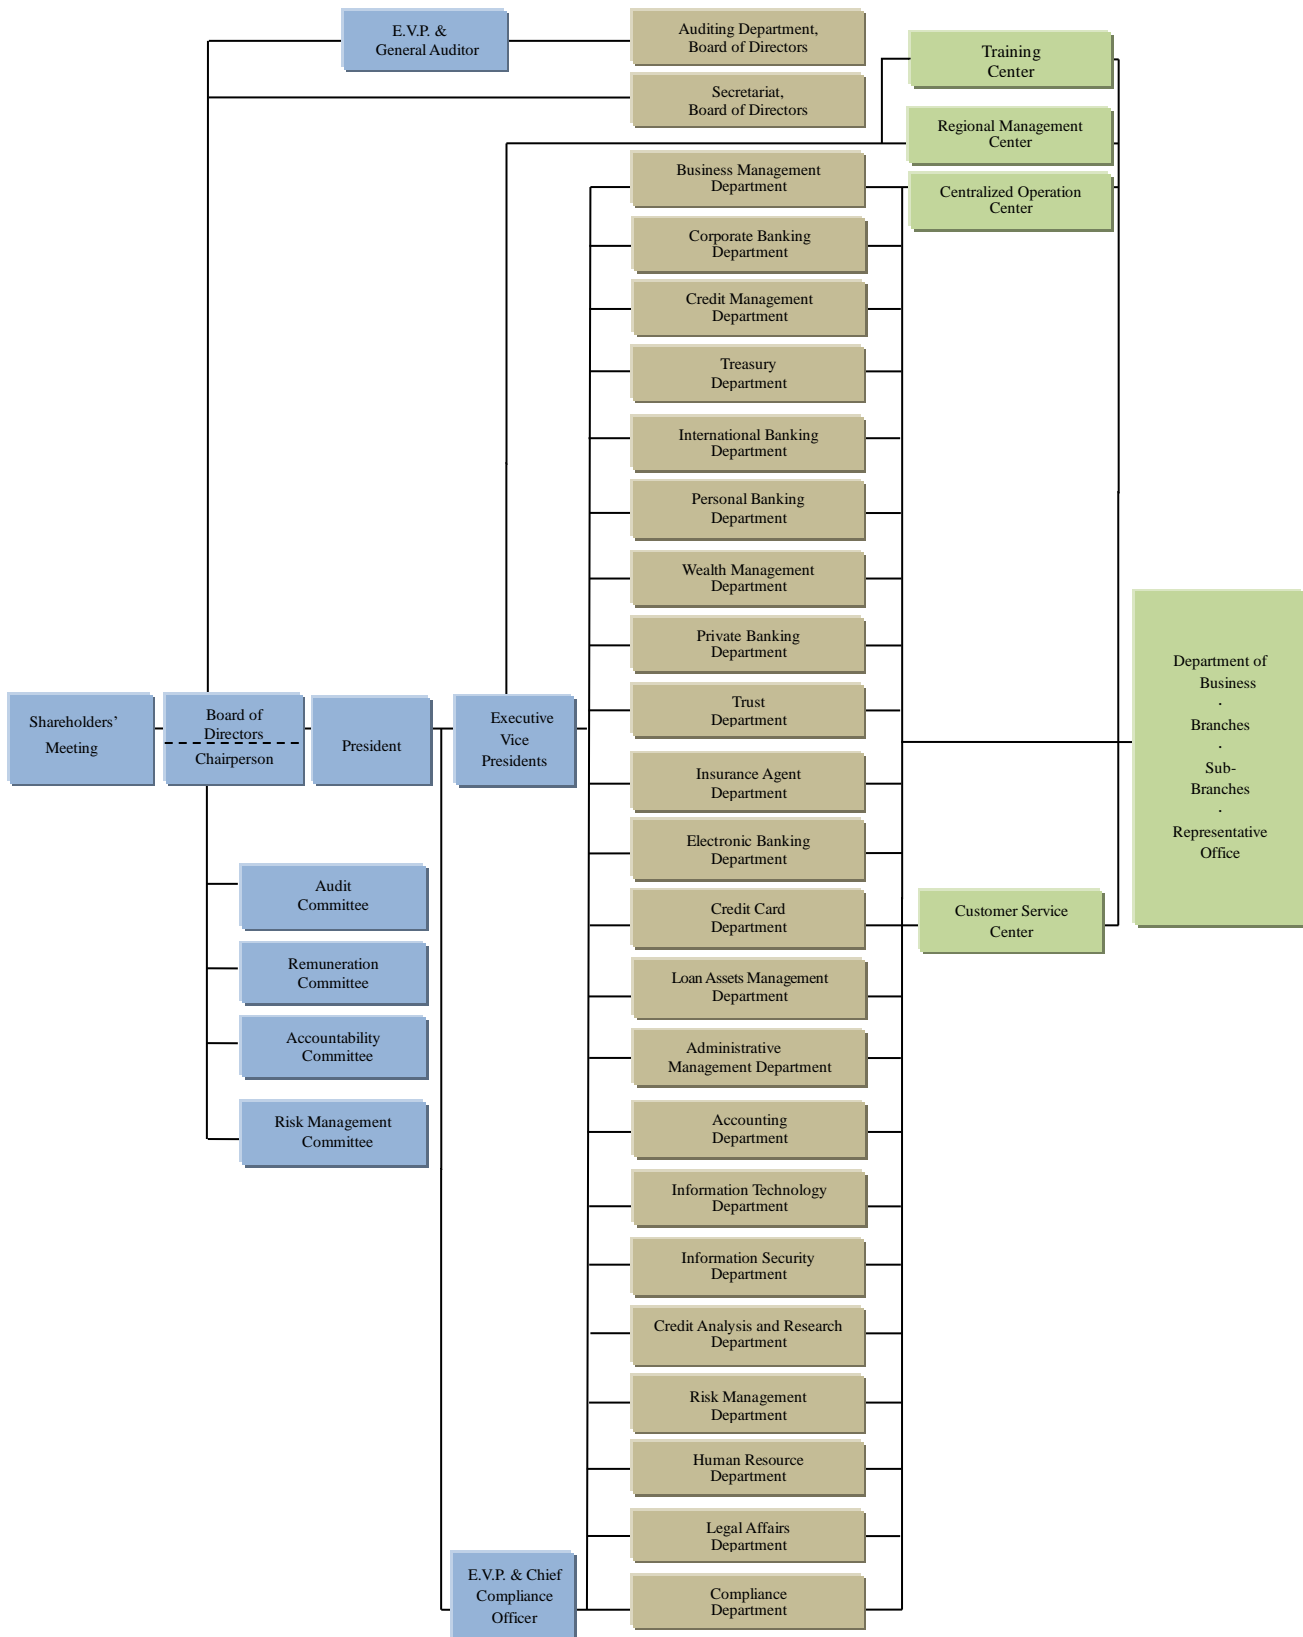 E.V.P. &
General Auditor
Auditing Department,
Board of Directors
Secretariat,
Board of Directors
Training
Center
Regional Management
Center
Centralized Operation
Center
Business Management
Department
Corporate Banking
Department
Credit Management
Department
Treasury
Department
International Banking
Department
Personal Banking
Department
Wealth Management
Department
Private Banking
Department
Trust
Department
Insurance Agent
Department
Electronic Banking
Department
Credit Card
Department
Loan Assets Management
Department
Administrative
Management Department
Accounting
Department
Information Technology
Department
Information Security
Department
Credit Analysis and Research
Department
Risk Management
Department
Human Resource
Department
Legal Affairs
Department
Compliance
Department
Shareholders’
Meeting
Board of
Directors
Chairperson
President
Executive
Vice
Presidents
Audit
Committee
Remuneration
Committee
Accountability
Committee
Risk Management
Committee
E.V.P. & Chief
Compliance
Officer
Customer Service
Center
Department of
Business
·
Branches
·
Sub-
Branches
·
Representative
Office